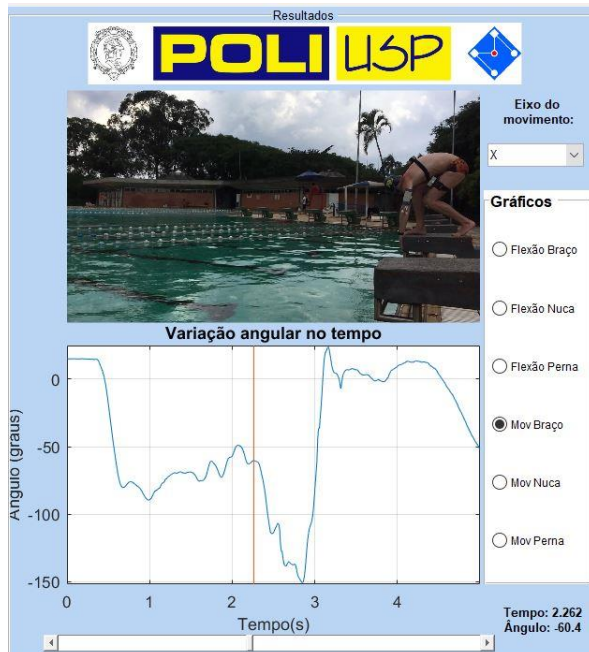 Resultados
POLI USP
Eixo do
movimento:
X
Gráficos
Flexão Braço
Flexão Nuca
Flexão Perna
Mov Braço
Mov Nuca
Mov Perna
Variação angular no tempo
Angulo (graus)
0
-50
-100
-150
0 1 2 3 4
Tempo(s)
Tempo: 2.262
Ângulo: -60.4